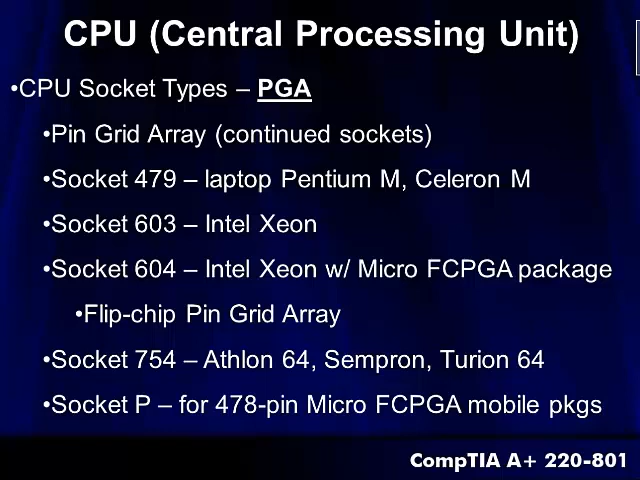 CPU (Central Processing Unit)
•CPU Socket Types – PGA
•Pin Grid Array (continued sockets)
•Socket 479 – laptop Pentium M, Celeron M
•Socket 603 – Intel Xeon
•Socket 604 – Intel Xeon w/ Micro FCPGA package
•Flip-chip Pin Grid Array
•Socket 754 – Athlon 64, Sempron, Turion 64
•Socket P – for 478-pin Micro FCPGA mobile pkgs
CompTIA A+ 220-801